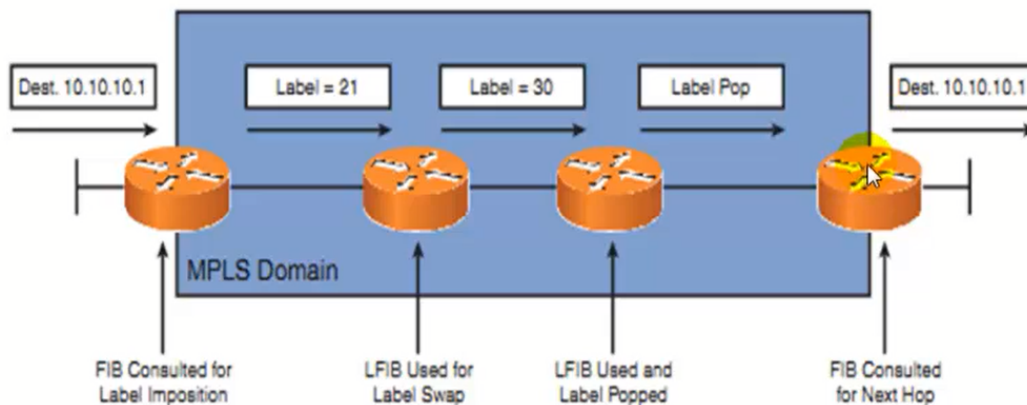 Dest. 10.10.10.1
Label = 21
Label = 30
Label Pop
Dest. 10.10.10.1
MPLS Domain
FIB Consulted for
Label Imposition
LFIB Used for
Label Swap
LFIB Used and
Label Popped
FIB Consulted
for Next Hop